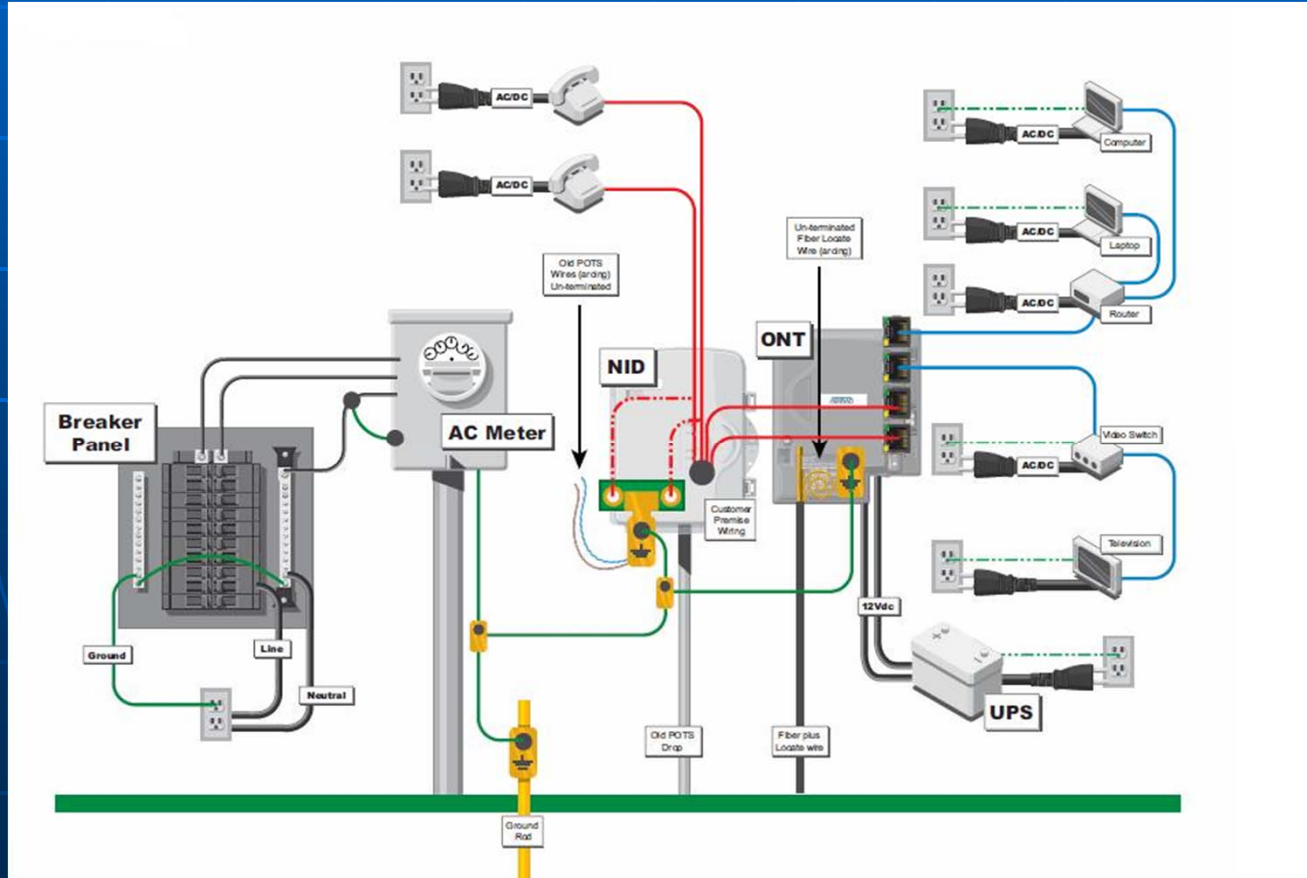 AC/DC
AC/DC
AC/DC
Computer
AC/DC
Laptop
AC/DC
Router
Un-terminated
Fiber Locate
Wire (arcing)
Old POTS
Wires (arcing)
Un-terminated
ONT
NID
Breaker
Panel
AC Meter
Video Switch
AC/DC
Customer
Premise
Wiring
Television
12Vdc
Ground
Line
Neutral
UPS
Old POTS
Drop
Fiber plus
Locate wire
Ground
Rod